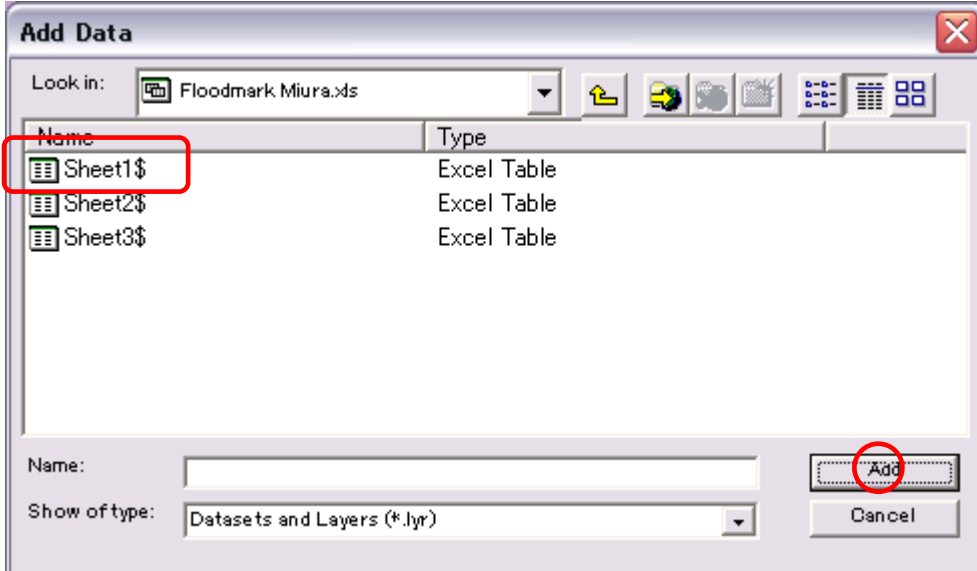 Add Data
Look in: Floodmark Miura.xls
Name Type
Sheet1$ Excel Table
Sheet2$ Excel Table
Sheet3$ Excel Table
Name: Add
Show of type: Datasets and Layers (*.lyr) Cancel